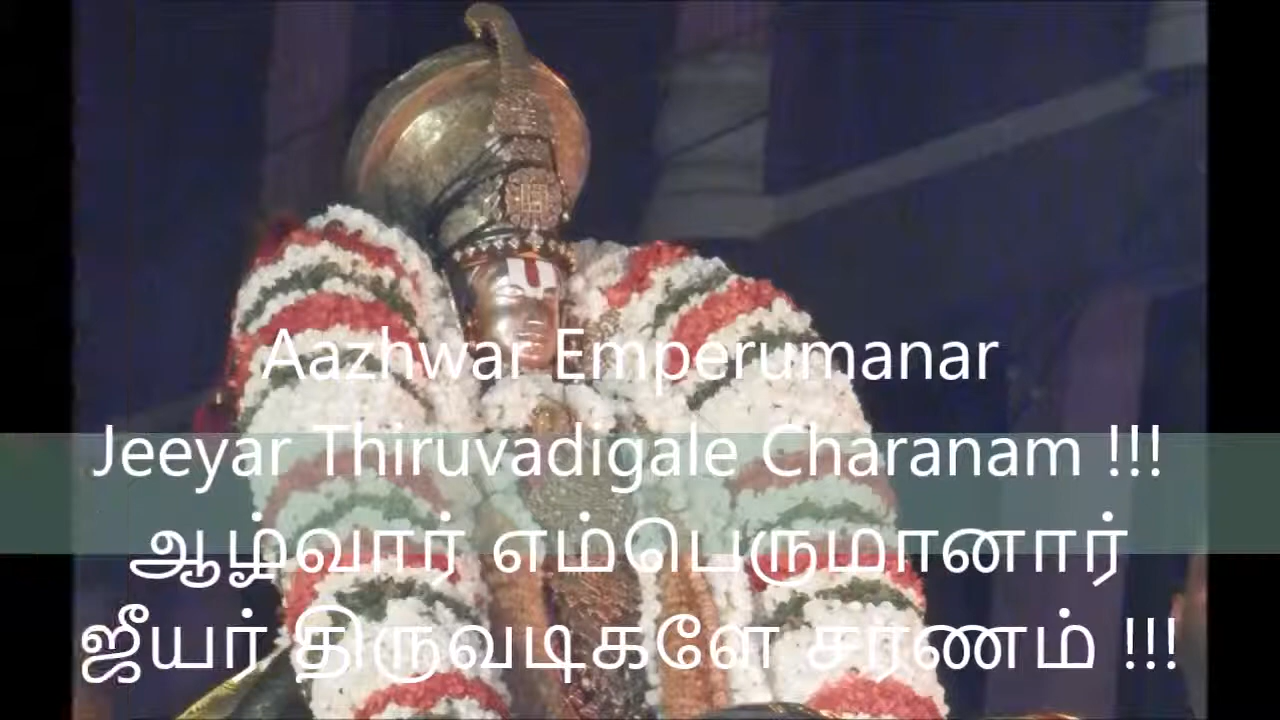 Aazhwar Emperumanar
Jeeyar Thiruvadigale Charanam !!!
ஆழ்வார் எம்பெருமானார்
ஜீயர் திருவடிகளே சரணம் !!!